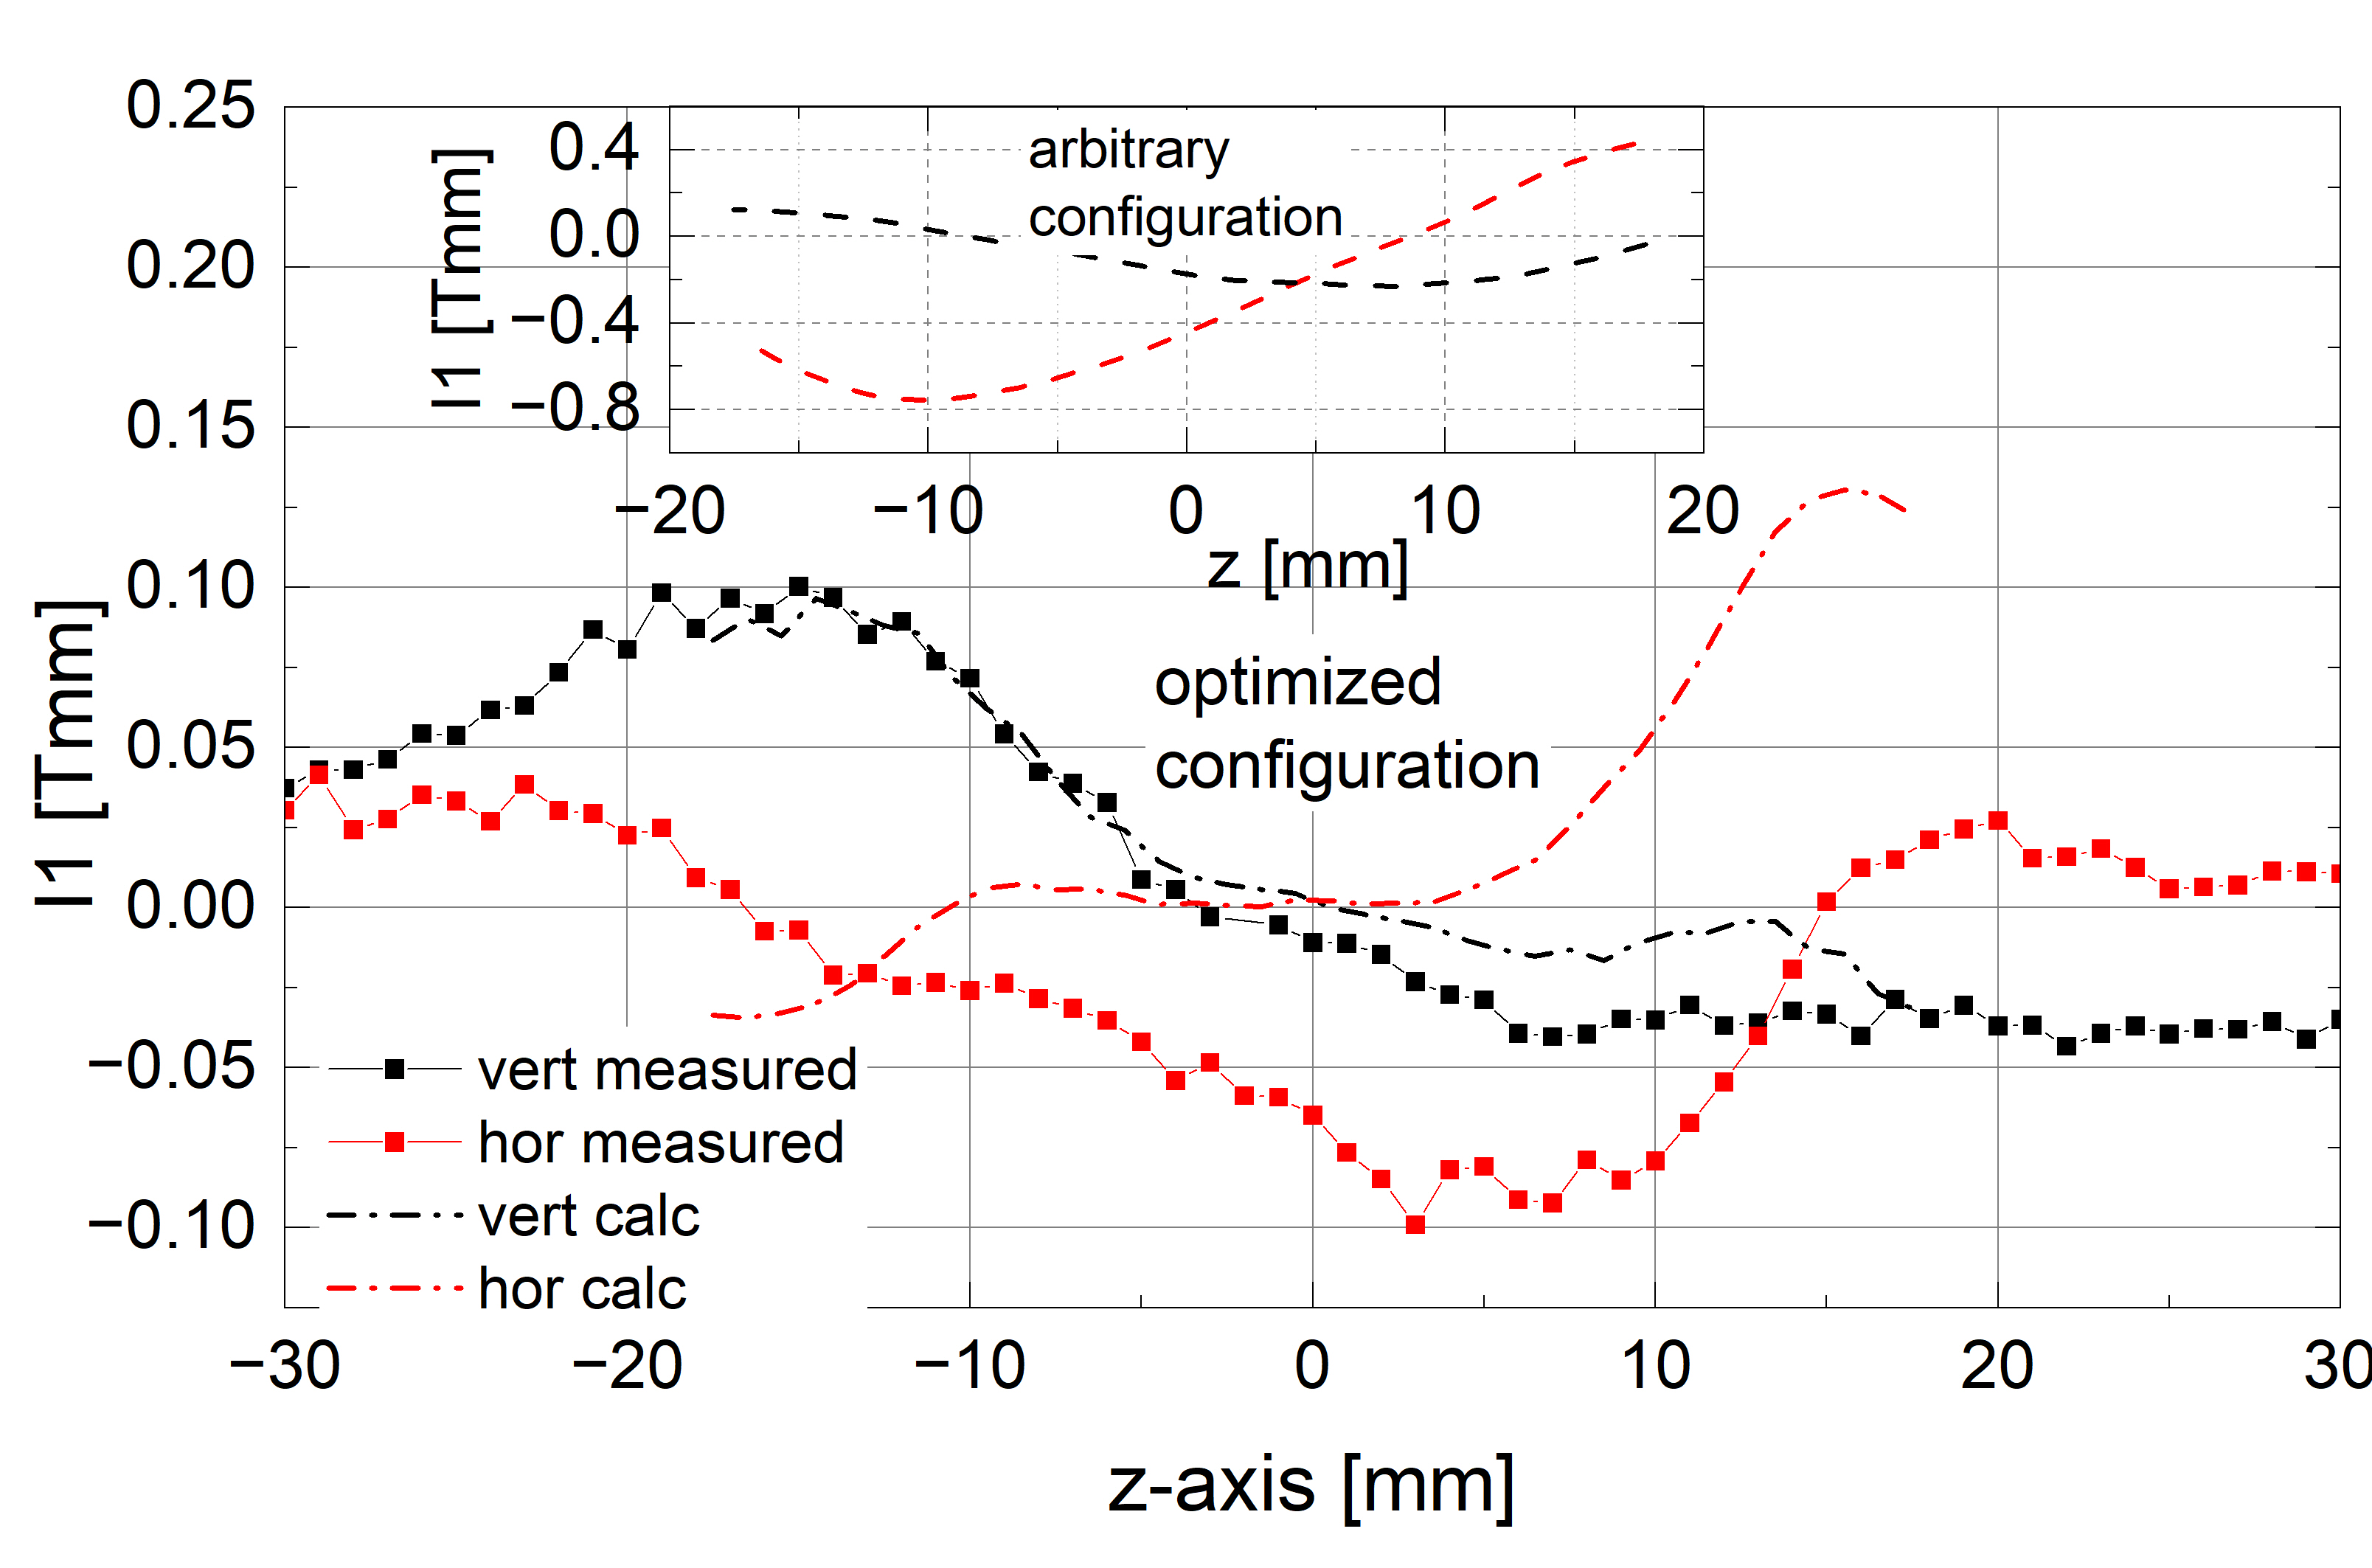 0.25
0.20
0.15
0.10
0.05
0.00
−0.05
−0.10
I1 [Tmm]
I1 [Tmm]
0.4
0.0
−0.4
−0.8
arbitrary
configuration
−20
−10
0
10
20
z [mm]
optimized
configuration
vert measured
hor measured
vert calc
hor calc
−30
−20
−10
0
10
20
30
z-axis [mm]